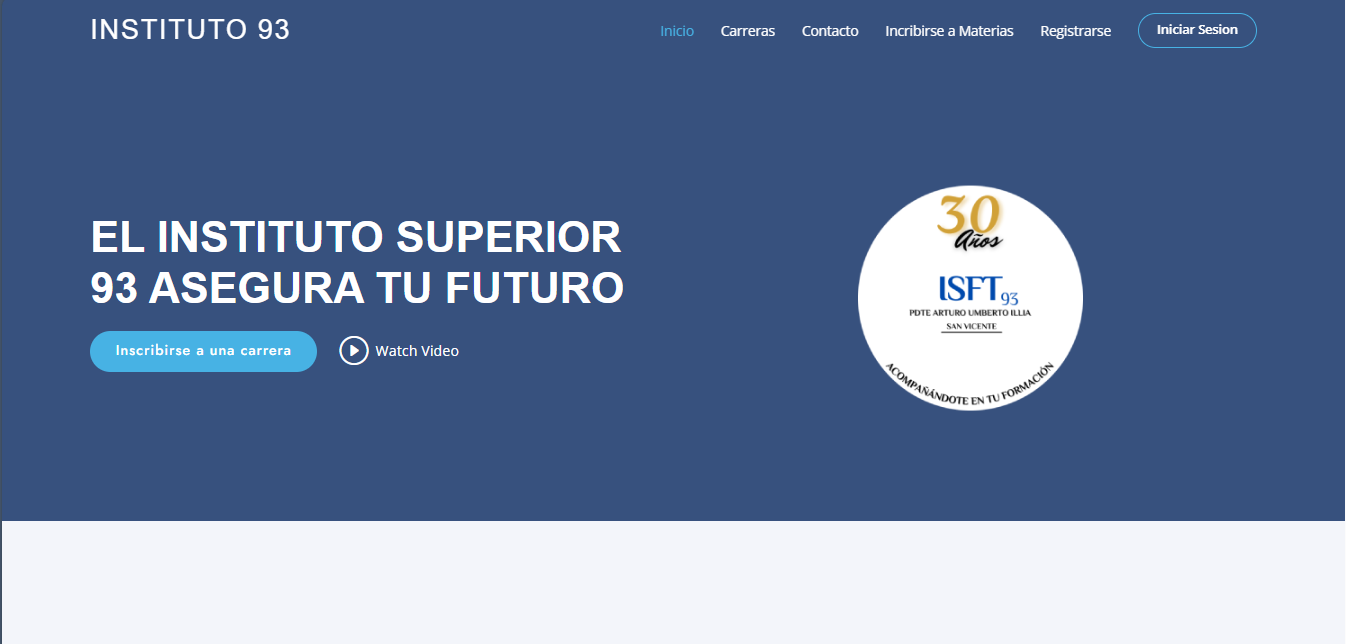 INSTITUTO 93
Inicio
Carreras
Contacto
Incribirse a Materias
Registrarse
Iniciar Sesion
EL INSTITUTO SUPERIOR
93 ASEGURA TU FUTURO
Inscribirse a una carrera
Watch Video
30
Años
ISFT 93
PDTE ARTURO UMBERTO ILLIA
SAN VICENTE
ACOMPAÑÁNDOTE EN TU FORMACIÓN